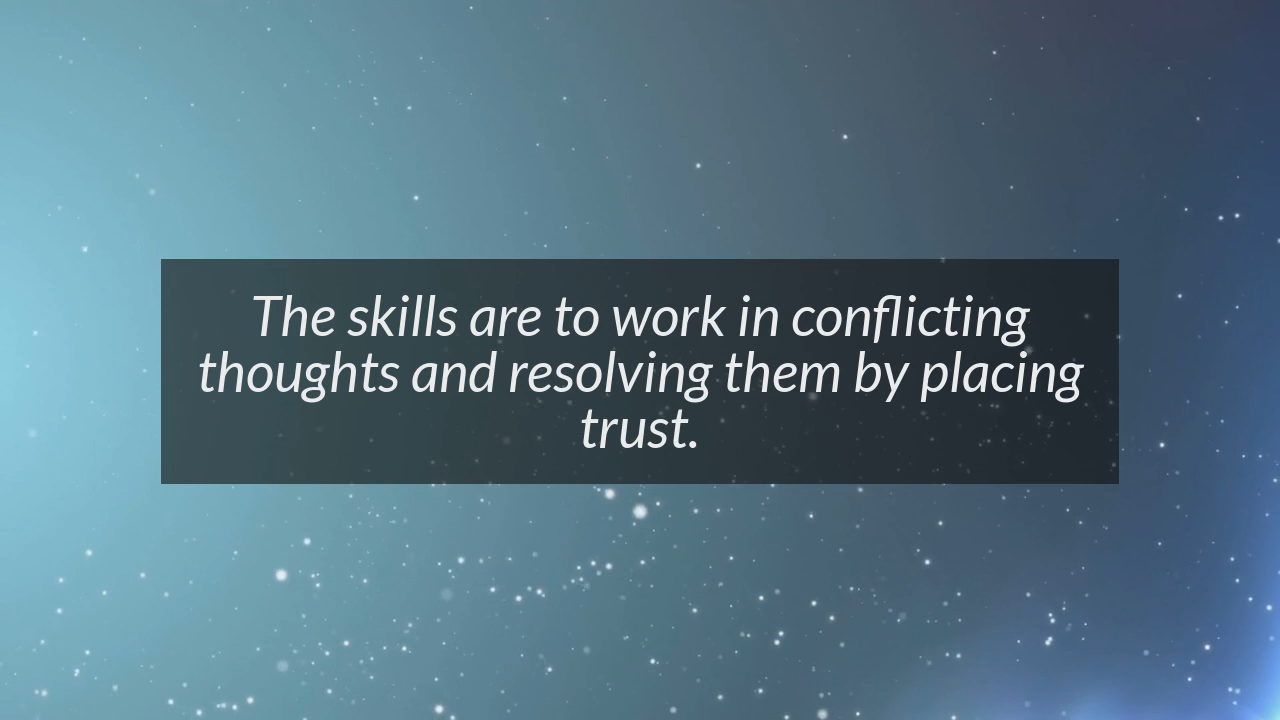 The skills are to work in conflicting
thoughts and resolving them by placing
trust.